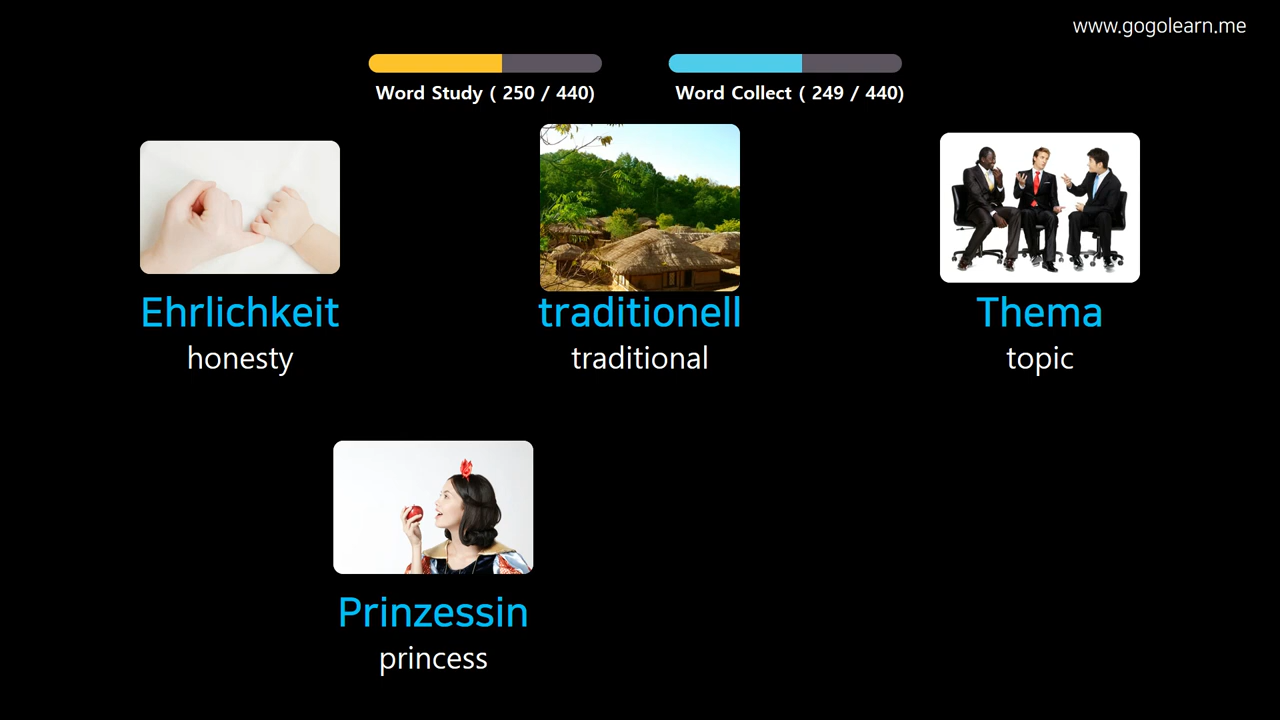 www.gogolearn.me
Word Study ( 250 / 440)
Word Collect ( 249 / 440)
Ehrlichkeit
honesty
traditionell
traditional
Thema
topic
Prinzessin
princess